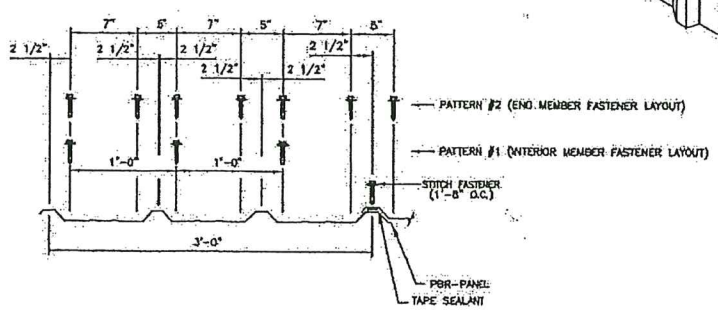 7" 5" 7" 5" 7" 5"
2 1/2" 2 1/2" 2 1/2" 2 1/2"
2 1/2" 2 1/2"
PATTERN #2 (END MEMBER FASTENER LAYOUT)
PATTERN #1 (INTERIOR MEMBER FASTENER LAYOUT)
1'-0" 1'-0"
STITCH FASTENER
(1'-8" O.C.)
3'-0"
PBR-PANEL
TAPE SEALANT